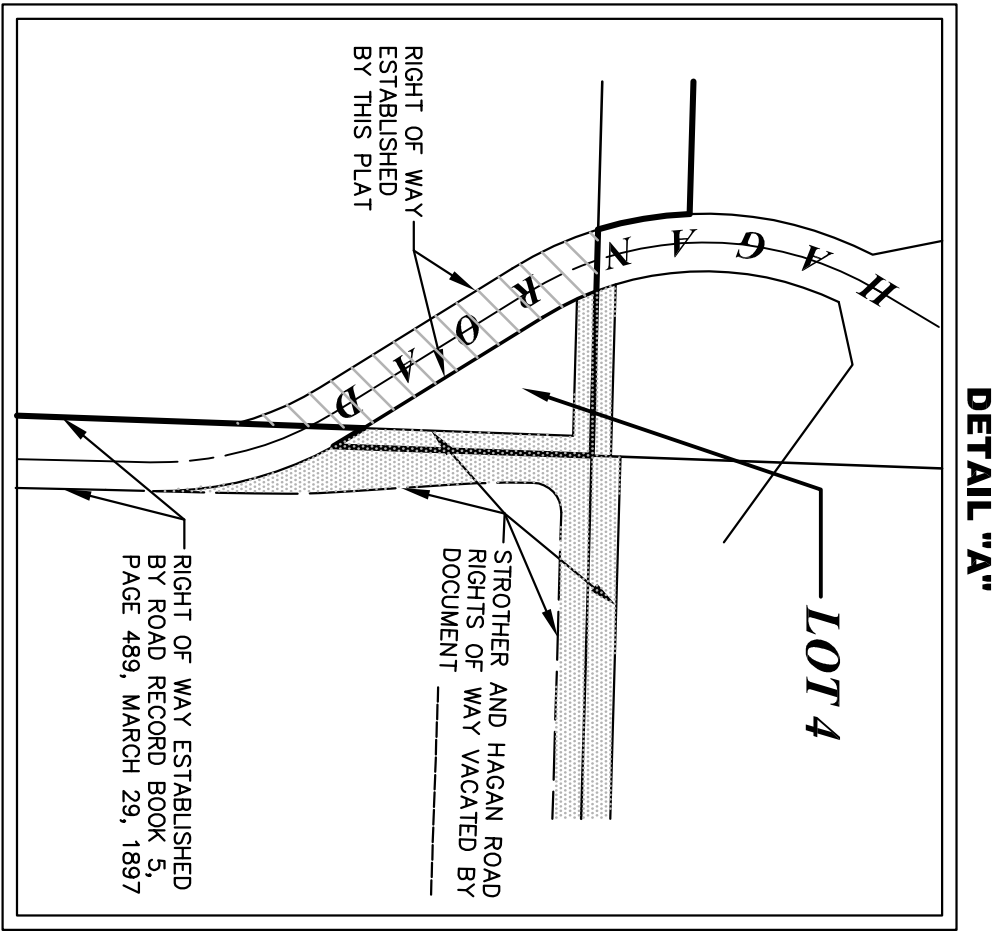 DETAIL "A"
LOT 4
HAGAN ROAD
STROTHER AND HAGAN ROAD
RIGHTS OF WAY VACATED BY
DOCUMENT
RIGHT OF WAY
ESTABLISHED
BY THIS PLAT
RIGHT OF WAY ESTABLISHED
BY ROAD RECORD BOOK 5,
PAGE 489, MARCH 29, 1897